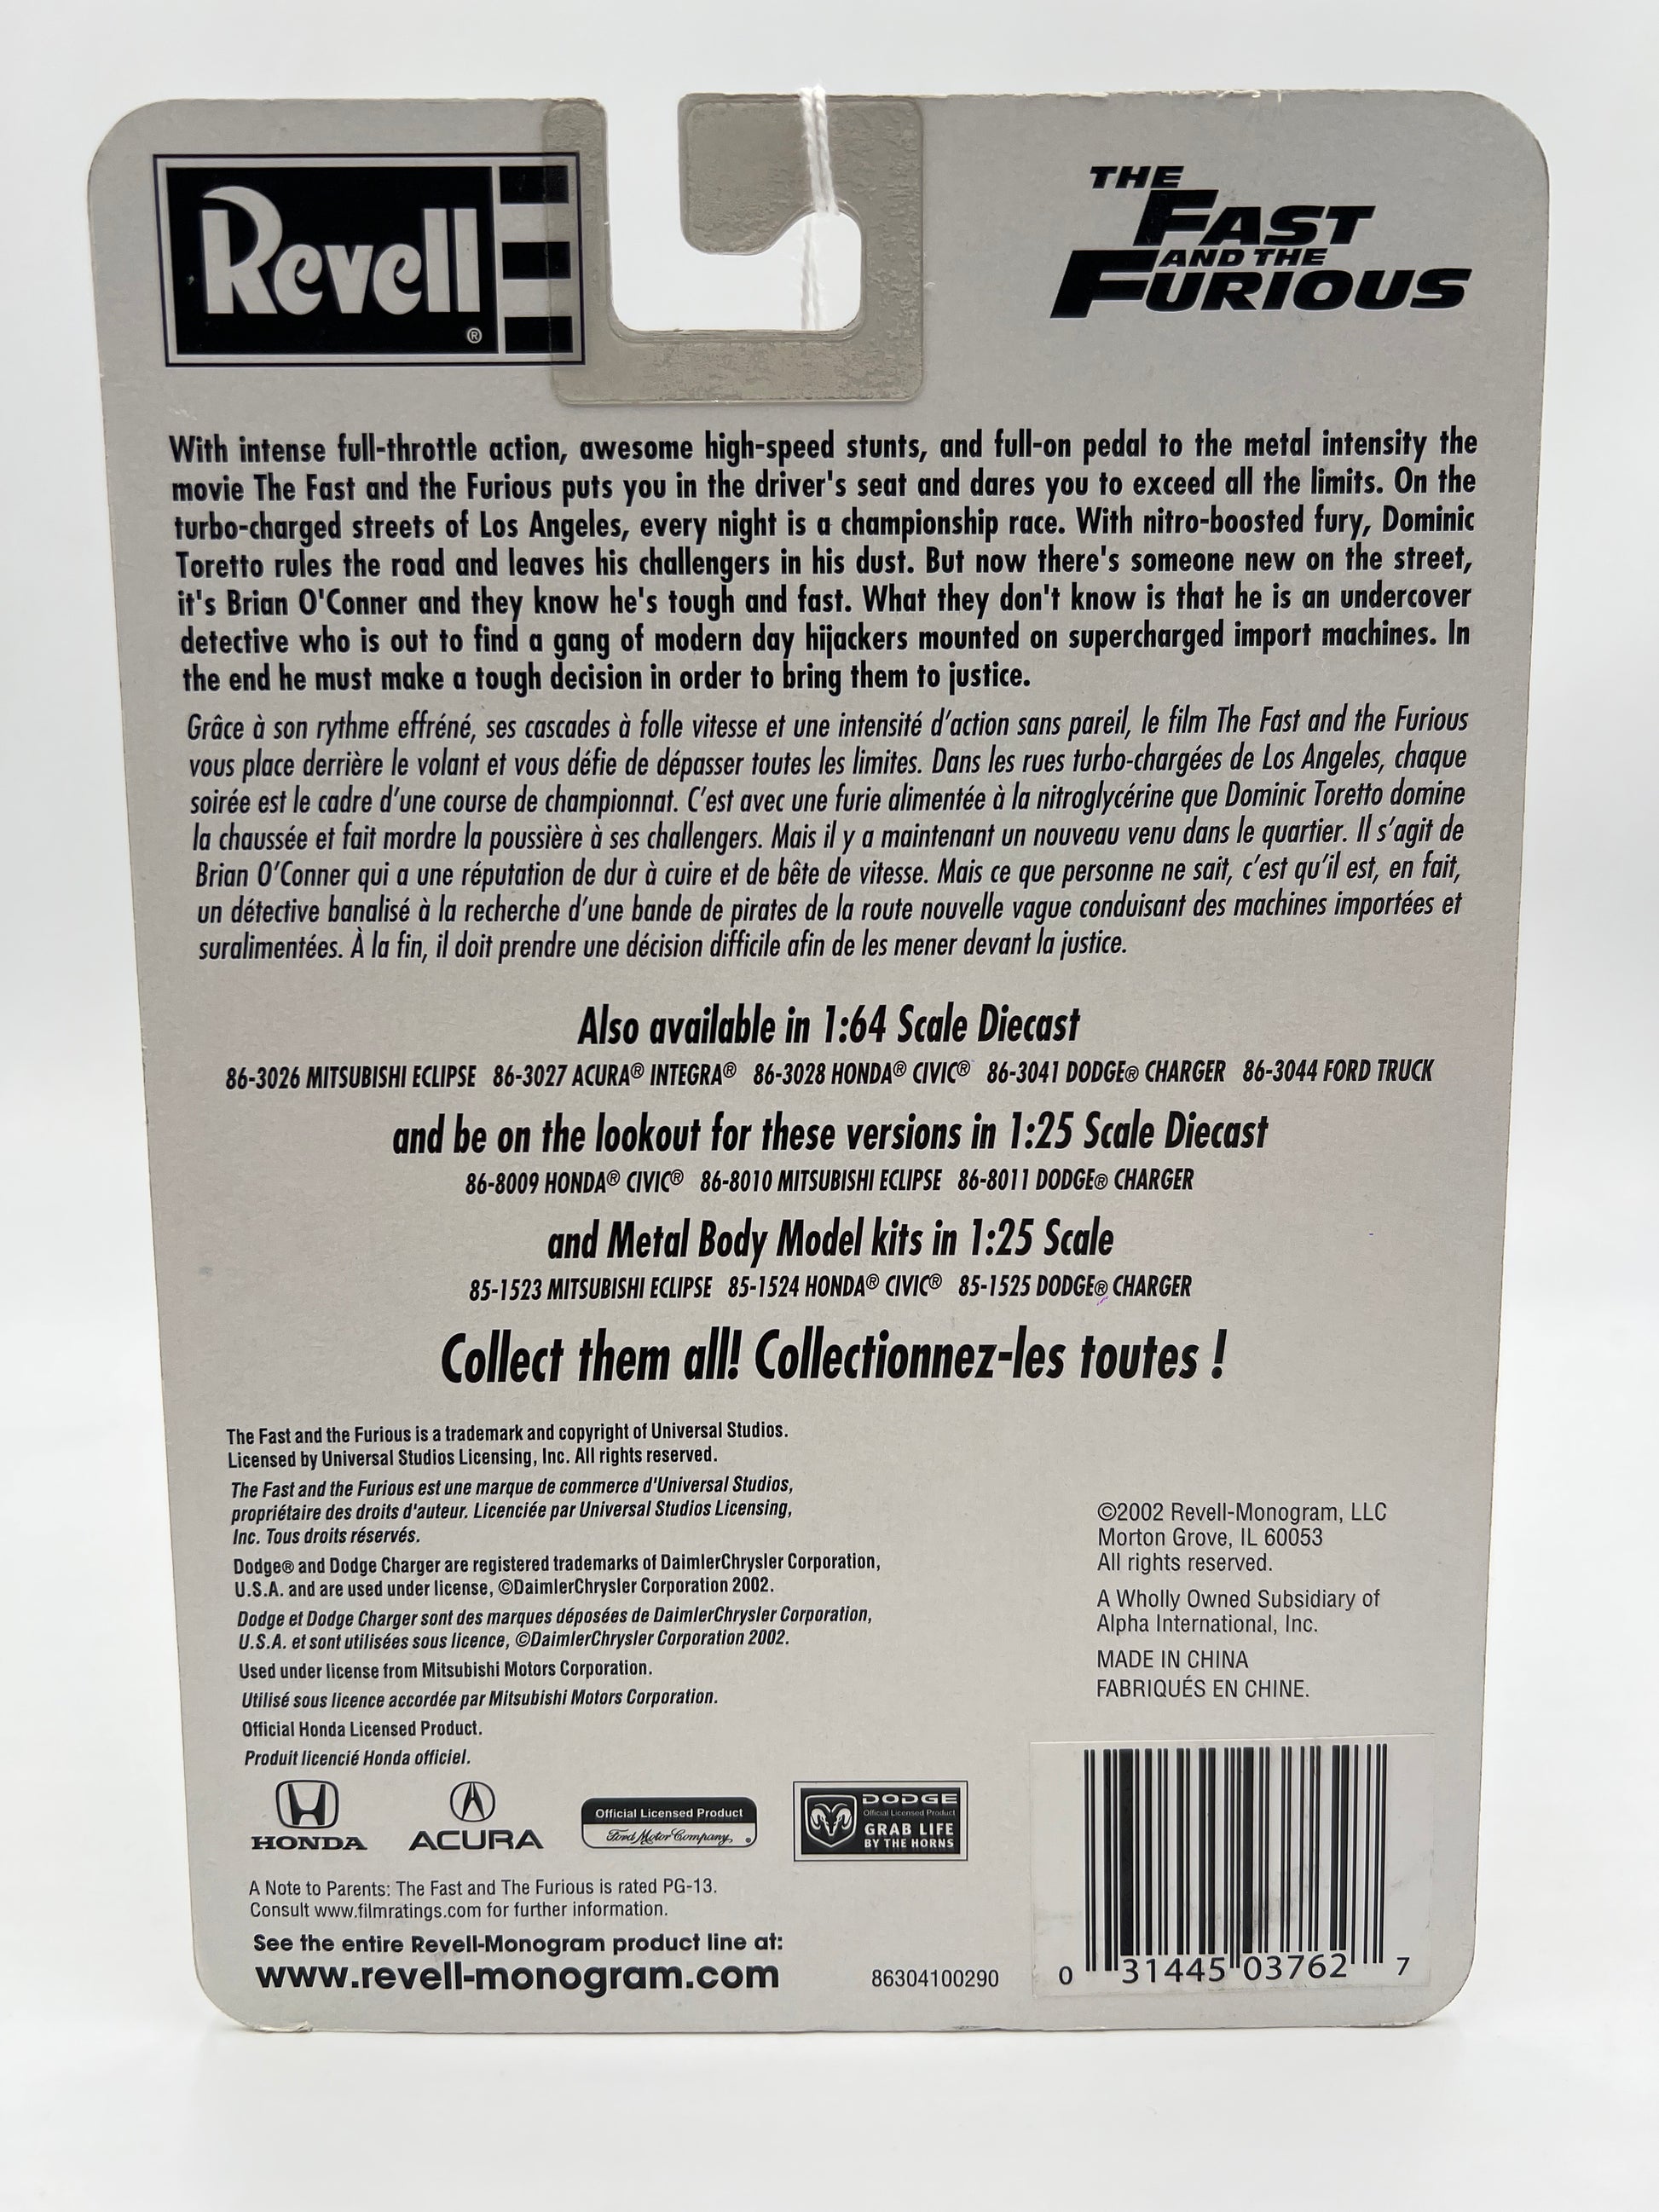 Revell®
THE
FAST
AND THE
FURIOUS
With intense full-throttle action, awesome high-speed stunts, and full-on pedal to the metal intensity the
movie The Fast and the Furious puts you in the driver's seat and dares you to exceed all the limits. On the
turbo-charged streets of Los Angeles, every night is a championship race. With nitro-boosted fury, Dominic
Toretto rules the road and leaves his challengers in his dust. But now there's someone new on the street,
it's Brian O'Conner and they know he's tough and fast. What they don't know is that he is an undercover
detective who is out to find a gang of modern day hijackers mounted on supercharged import machines. In
the end he must make a tough decision in order to bring them to justice.
Grâce à son rythme effréné, ses cascades à folle vitesse et une intensité d'action sans pareil, le film The Fast and the Furious
vous place derrière le volant et vous défie de dépasser toutes les limites. Dans les rues turbo-chargées de Los Angeles, chaque
soirée est le cadre d'une course de championnat. C'est avec une furie alimentée à la nitroglycérine que Dominic Toretto domine
la chaussée et fait mordre la poussière à ses challengers. Mais il y a maintenant un nouveau venu dans le quartier. Il s'agit de
Brian O'Conner qui a une réputation de dur à cuire et de bête de vitesse. Mais ce que personne ne sait, c'est qu'il est, en fait,
un détective banalisé à la recherche d'une bande de pirates de la route nouvelle vague conduisant des machines importées et
suralimentées. À la fin, il doit prendre une décision difficile afin de les mener devant la justice.
Also available in 1:64 Scale Diecast
86-3026 MITSUBISHI ECLIPSE 86-3027 ACURA® INTEGRA® 86-3028 HONDA® CIVIC® 86-3041 DODGE® CHARGER 86-3044 FORD TRUCK
and be on the lookout for these versions in 1:25 Scale Diecast
86-8009 HONDA® CIVIC® 86-8010 MITSUBISHI ECLIPSE 86-8011 DODGE® CHARGER
and Metal Body Model kits in 1:25 Scale
85-1523 MITSUBISHI ECLIPSE 85-1524 HONDA® CIVIC® 85-1525 DODGE® CHARGER
Collect them all! Collectionnez-les toutes !
The Fast and the Furious is a trademark and copyright of Universal Studios.
Licensed by Universal Studios Licensing, Inc. All rights reserved.
The Fast and the Furious est une marque de commerce d'Universal Studios,
propriétaire des droits d'auteur. Licenciée par Universal Studios Licensing,
Inc. Tous droits réservés.
Dodge® and Dodge Charger are registered trademarks of DaimlerChrysler Corporation,
U.S.A. and are used under license, ©DaimlerChrysler Corporation 2002.
Dodge et Dodge Charger sont des marques déposées de DaimlerChrysler Corporation,
U.S.A. et sont utilisées sous licence, ©DaimlerChrysler Corporation 2002.
Used under license from Mitsubishi Motors Corporation.
Utilisé sous licence accordée par Mitsubishi Motors Corporation.
Official Honda Licensed Product.
Produit licencié Honda officiel.
©2002 Revell-Monogram, LLC
Morton Grove, IL 60053
All rights reserved.
A Wholly Owned Subsidiary of
Alpha International, Inc.
MADE IN CHINA
FABRIQUÉS EN CHINE.
HONDA
ACURA
Official Licensed Product
Ford Motor Company
DODGE
Official Licensed Product
GRAB LIFE
BY THE HORNS
A Note to Parents: The Fast and The Furious is rated PG-13.
Consult www.filmratings.com for further information.
See the entire Revell-Monogram product line at:
www.revell-monogram.com
86304100290
0 31445 03762 7